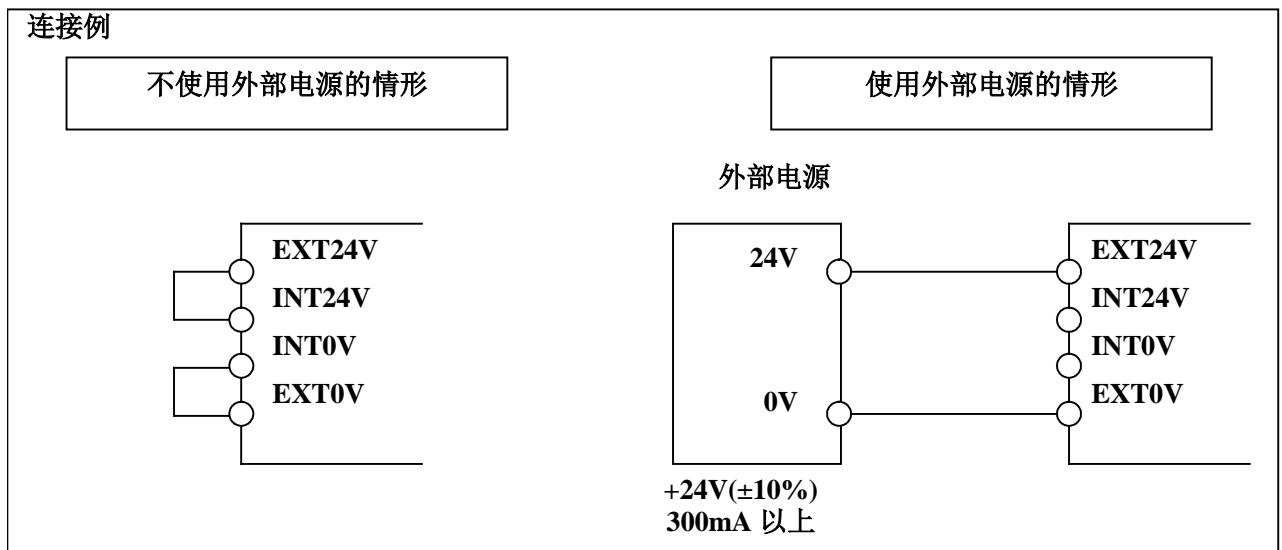 连接例
不使用外部电源的情形
使用外部电源的情形
外部电源
EXT24V
INT24V
INT0V
EXT0V
24V
0V
EXT24V
INT24V
INT0V
EXT0V
+24V(±10%)
300mA 以上